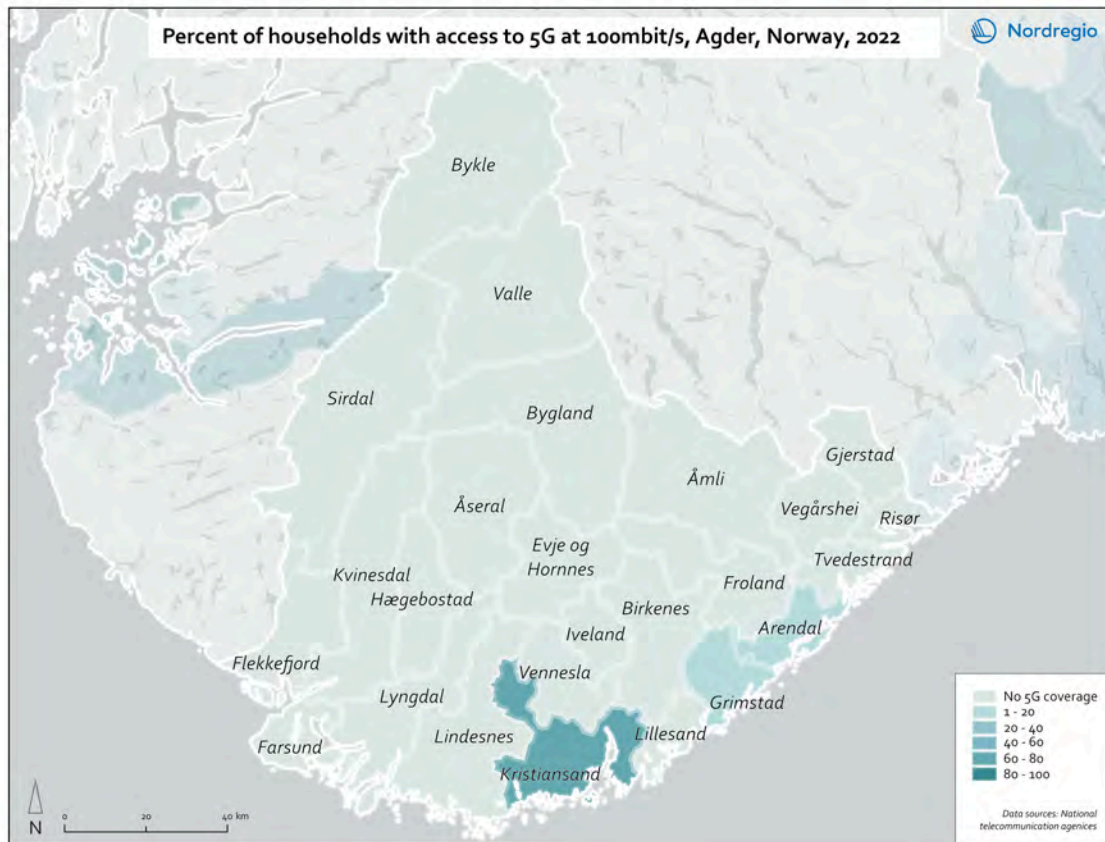 Percent of households with access to 5G at 100mbit/s, Agder, Norway, 2022
Nordregio
Bykle
Valle
Sirdal
Bygland
Gjerstad
Åmli
Åseral
Vegårshei
Risør
Evje og
Hornnes
Tvedestrand
Kvinesdal
Froland
Hægebostad
Birkenes
Arendal
Iveland
Flekkefjord
Vennesla
Lyngdal
Grimstad
Farsund
Lindesnes
Lillesand
Kristiansand
No 5G coverage
1 - 20
20 - 40
40 - 60
60 - 80
80 - 100
N
0 20 40 km
Data sources: National
telecommunication agenices